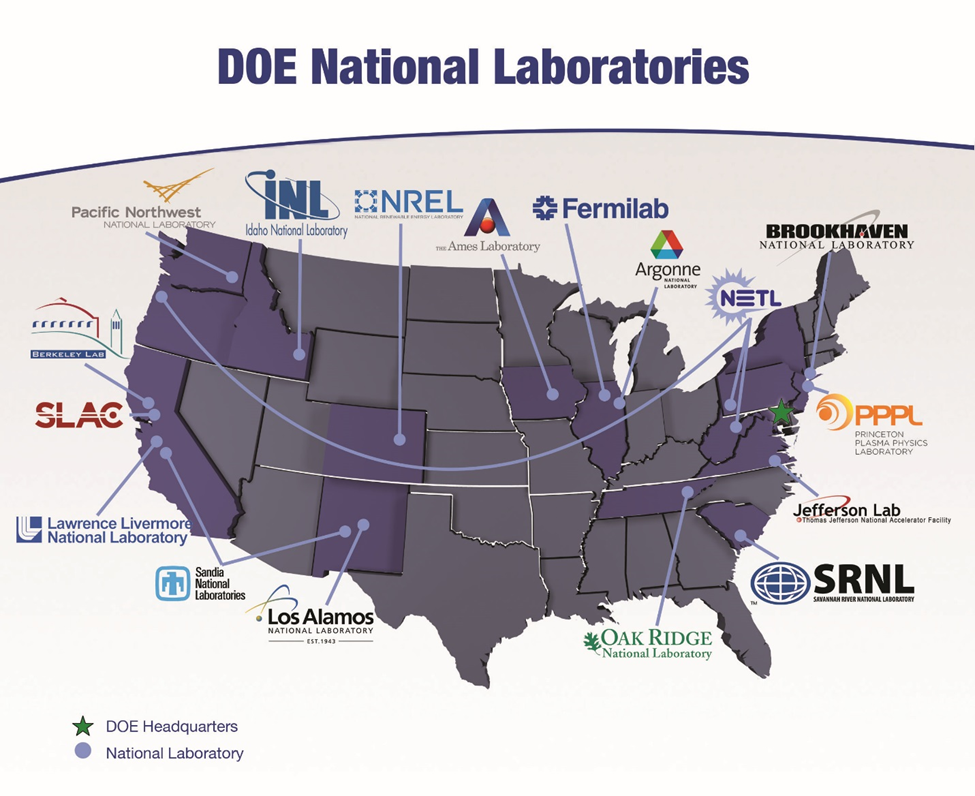 DOE National Laboratories
Pacific Northwest
NATIONAL LABORATORY
INL
Idaho National Laboratory
NREL
NATIONAL RENEWABLE ENERGY LABORATORY
THE Ames Laboratory
Fermilab
Argonne
NATIONAL
LABORATORY
BROOKHAVEN
NATIONAL LABORATORY
NETL
BERKELEY LAB
SLAC
PPPL
PRINCETON
PLASMA PHYSICS
LABORATORY
Lawrence Livermore
National Laboratory
Jefferson Lab
Thomas Jefferson National Accelerator Facility
Sandia
National
Laboratories
Los Alamos
NATIONAL LABORATORY
EST. 1943
SRNL
SAVANNAH RIVER NATIONAL LABORATORY
TM
OAK RIDGE
National Laboratory
DOE Headquarters
National Laboratory